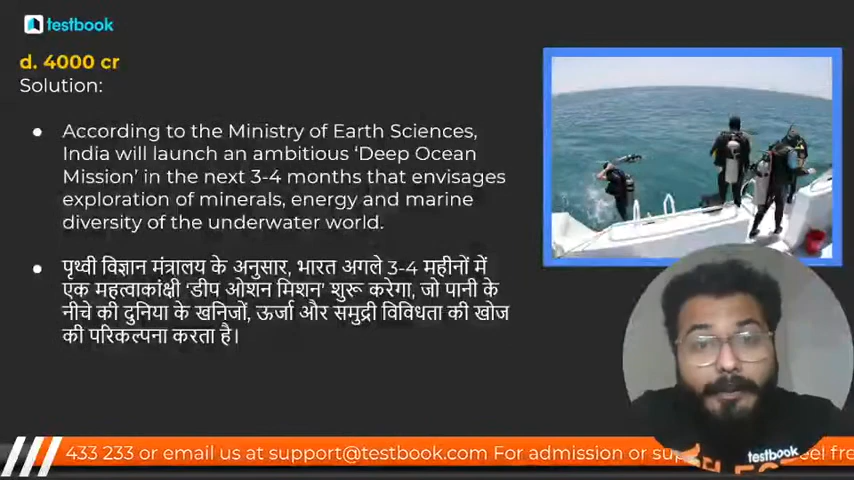 testbook
d. 4000 cr
Solution:
● According to the Ministry of Earth Sciences,
India will launch an ambitious ‘Deep Ocean
Mission’ in the next 3-4 months that envisages
exploration of minerals, energy and marine
diversity of the underwater world.
● पृथ्वी विज्ञान मंत्रालय के अनुसार, भारत अगले 3-4 महीनों में
एक महत्वाकांक्षी ‘डीप ओशन मिशन’ शुरू करेगा, जो पानी के
नीचे की दुनिया के खनिजों, ऊर्जा और समुद्री विविधता की खोज
की परिकल्पना करता है।
testbook
433 233 or email us at support@testbook.com For admission or